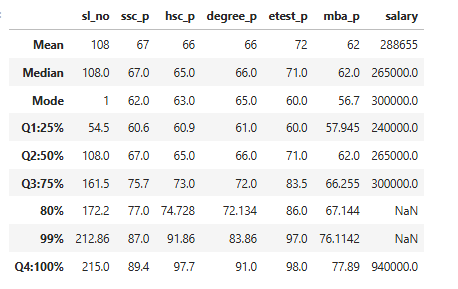 sl_no ssc_p hsc_p degree_p etest_p mba_p salary
Mean 108 67 66 66 72 62 288655
Median 108.0 67.0 65.0 66.0 71.0 62.0 265000.0
Mode 1 62.0 63.0 65.0 60.0 56.7 300000.0
Q1:25% 54.5 60.6 60.9 61.0 60.0 57.945 240000.0
Q2:50% 108.0 67.0 65.0 66.0 71.0 62.0 265000.0
Q3:75% 161.5 75.7 73.0 72.0 83.5 66.255 300000.0
80% 172.2 77.0 74.728 72.134 86.0 67.144 NaN
99% 212.86 87.0 91.86 83.86 97.0 76.1142 NaN
Q4:100% 215.0 89.4 97.7 91.0 98.0 77.89 940000.0